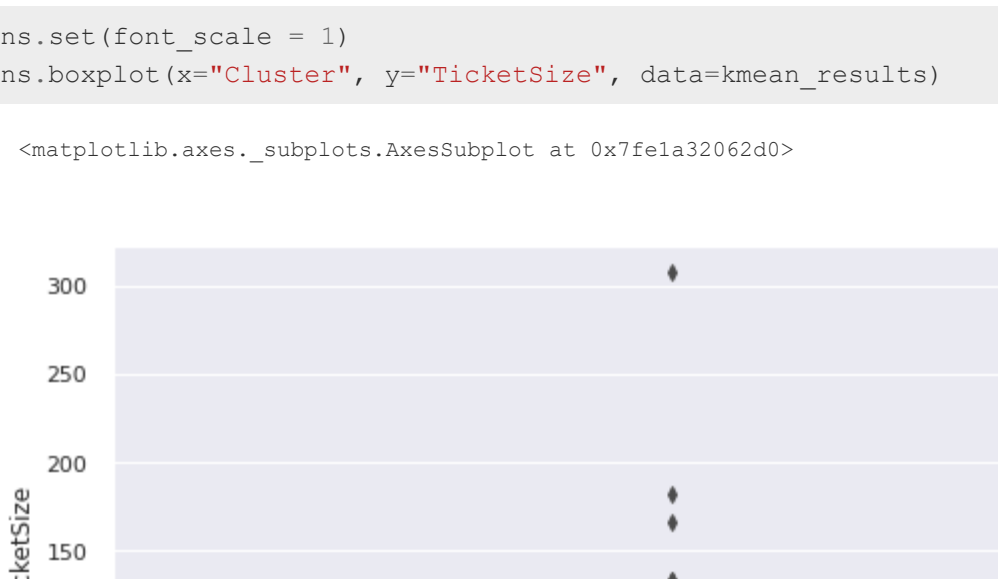 ns.set(font_scale = 1)
ns.boxplot(x="Cluster", y="TicketSize", data=kmean_results)
<matplotlib.axes._subplots.AxesSubplot at 0x7fe1a32062d0>
300
250
200
150
cketSize